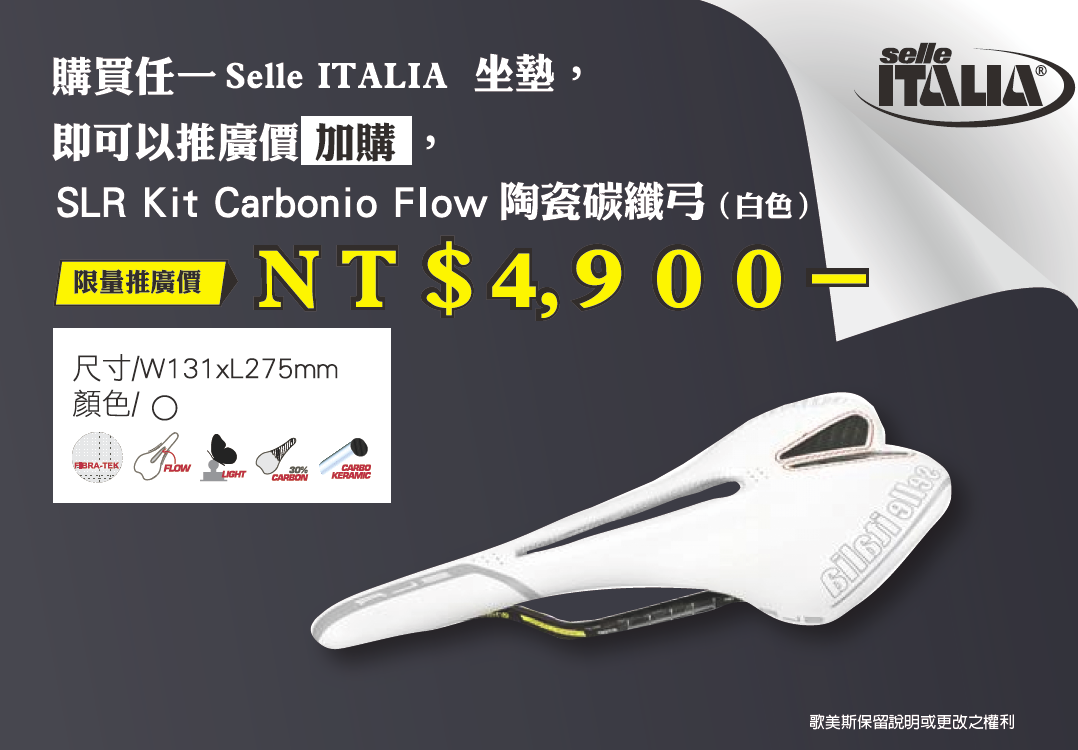 購買任一 Selle ITALIA 坐墊，
selle
ITALIA®
即可以推廣價 加購，
SLR Kit Carbonio Flow 陶瓷碳纖弓（白色）
限量推廣價 NT$4,900—
尺寸/W131xL275mm
顏色/ ○
FIBRA-TEK
FLOW
LIGHT
30%
CARBON
CARBO
KERAMIC
selle italia
歌美斯保留說明或更改之權利